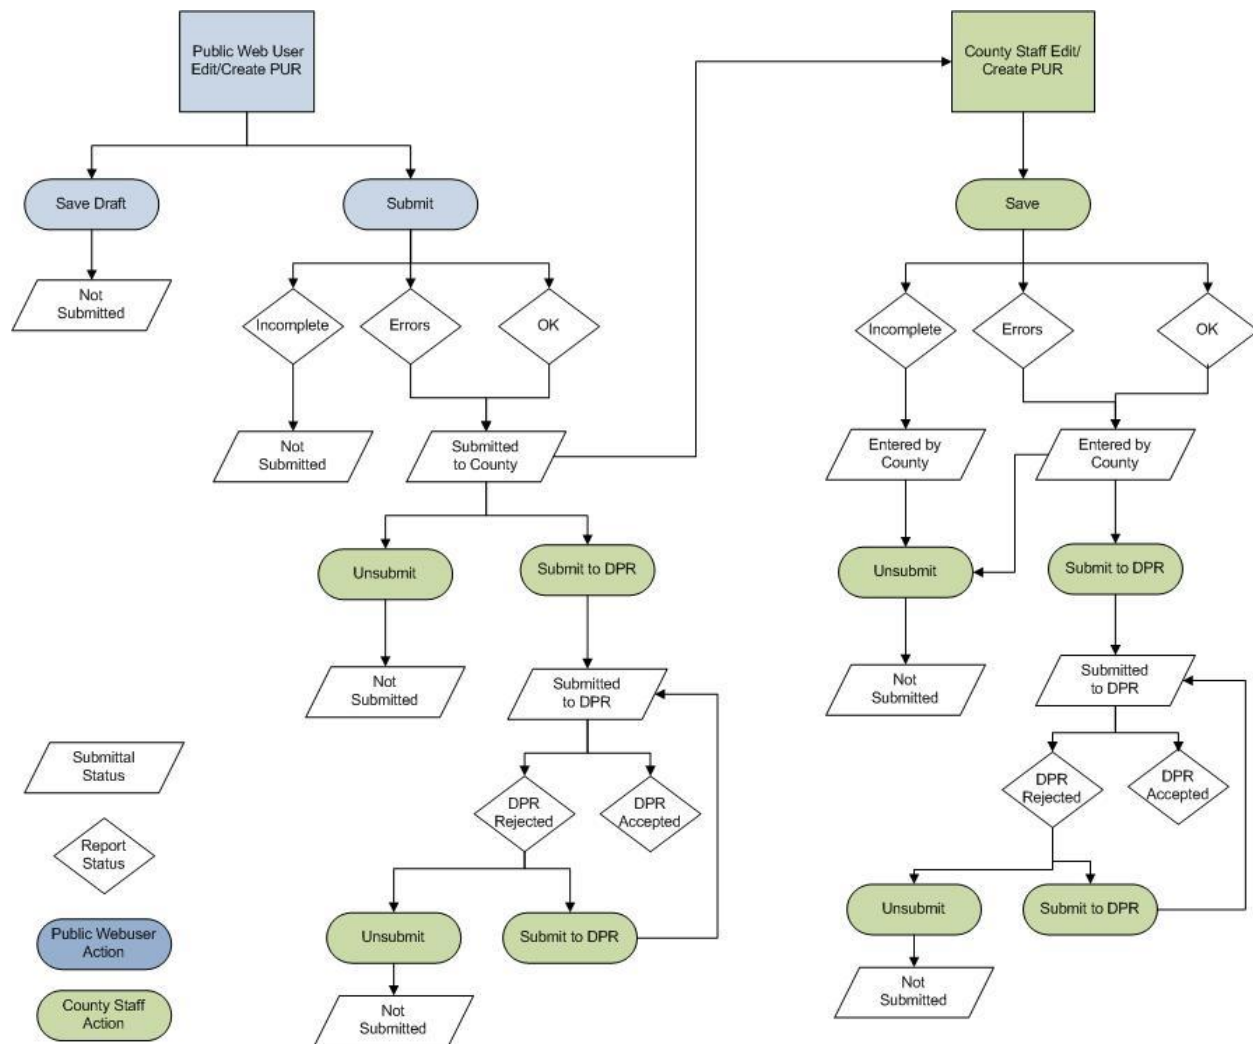 Public Web User
Edit/Create PUR
County Staff Edit/
Create PUR
Save Draft
Submit
Save
Not
Submitted
Incomplete
Errors
OK
Incomplete
Errors
OK
Not
Submitted
Submitted
to County
Entered by
County
Entered by
County
Unsubmit
Submit to DPR
Unsubmit
Submit to DPR
Not
Submitted
Submitted
to DPR
Not
Submitted
Submitted
to DPR
DPR
Rejected
DPR
Accepted
DPR
Rejected
DPR
Accepted
Unsubmit
Submit to DPR
Unsubmit
Submit to DPR
Not
Submitted
Not
Submitted
Submittal
Status
Report
Status
Public Webuser
Action
County Staff
Action